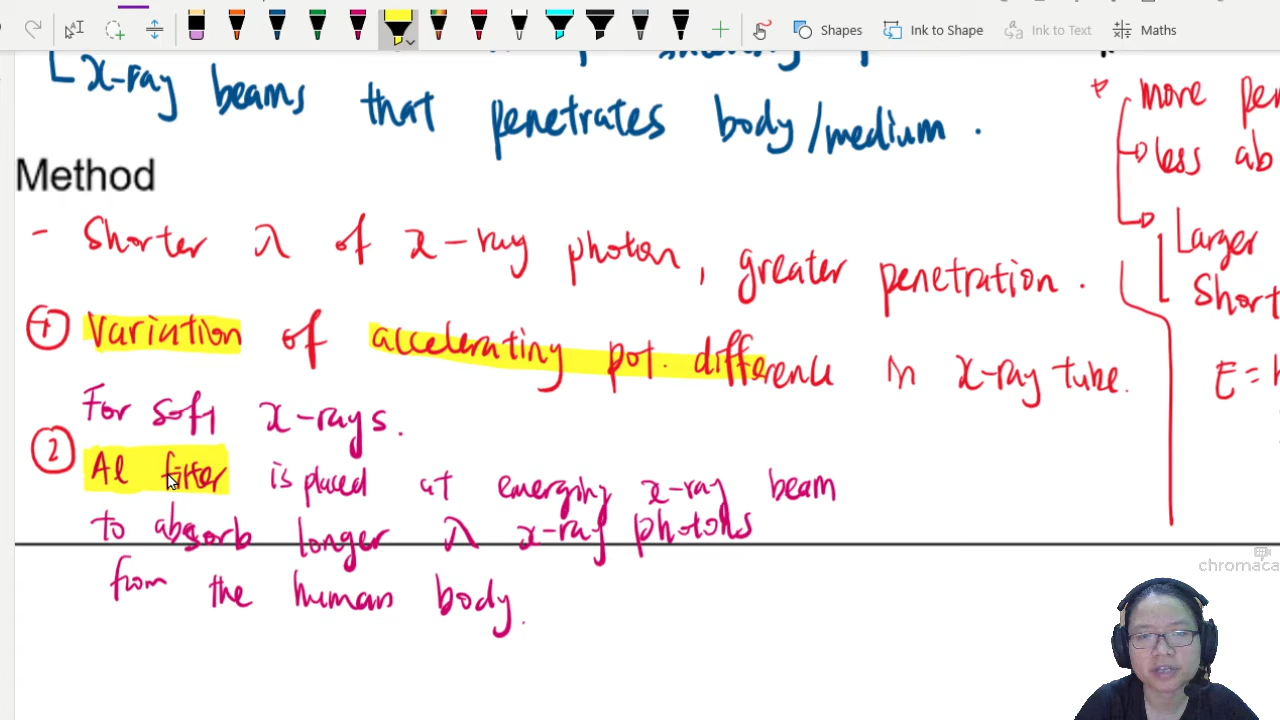 Shapes Ink to Shape Ink to Text Maths
x-ray beams that penetrates body/medium.
Method
- Shorter λ of x-ray photon, greater penetration.
① Variation of accelerating pot. difference in x-ray tube.
For soft x-rays.
② Al filter is placed at emerging x-ray beam
to absorb longer λ x-ray photons
from the human body.
more pe
less ab
Larger
Short
E =
chromaca